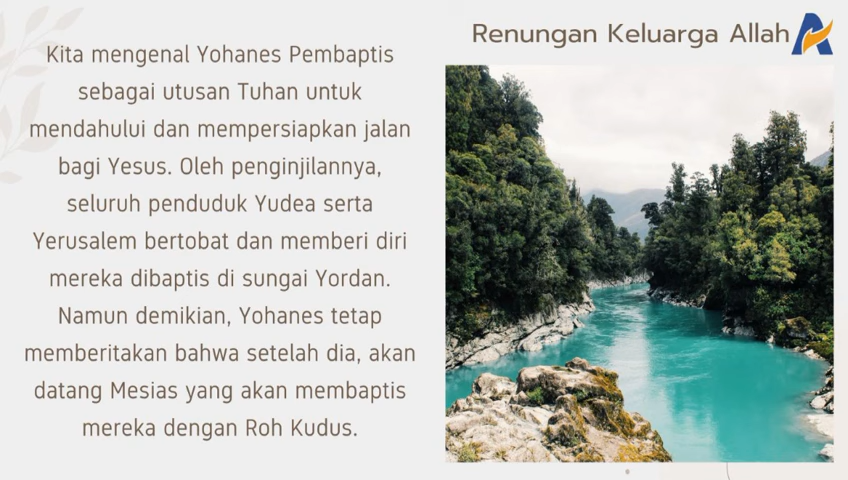 Renungan Keluarga Allah
Kita mengenal Yohanes Pembaptis
sebagai utusan Tuhan untuk
mendahului dan mempersiapkan jalan
bagi Yesus. Oleh penginjilannya,
seluruh penduduk Yudea serta
Yerusalem bertobat dan memberi diri
mereka dibaptis di sungai Yordan.
Namun demikian, Yohanes tetap
memberitakan bahwa setelah dia, akan
datang Mesias yang akan membaptis
mereka dengan Roh Kudus.